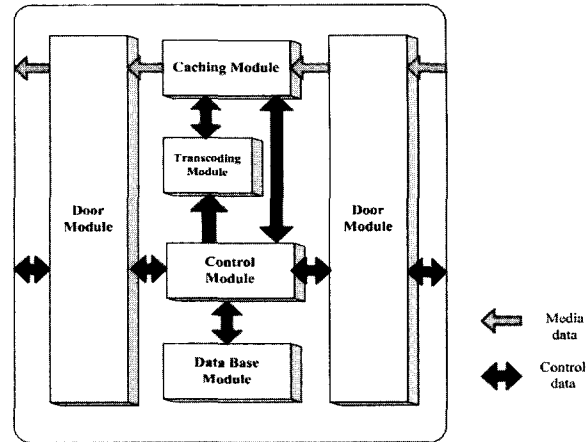 Caching Module
Transcoding
Module
Door
Module
Door
Module
Control
Module
Data Base
Module
Media
data
Control
data